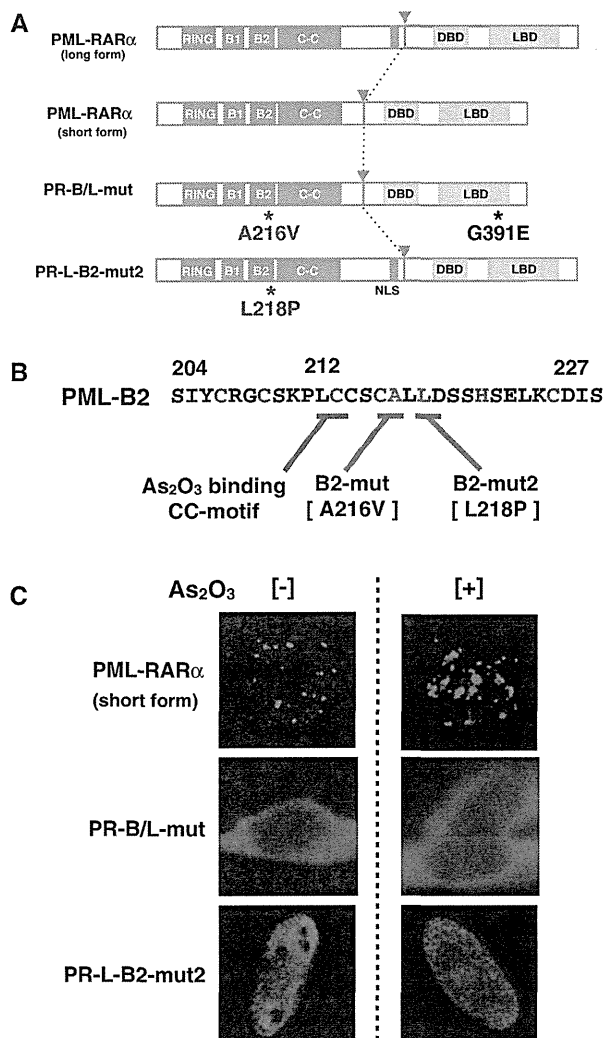 A
PML-RARα
(long form)
RING B1 B2 C-C DBD LBD
PML-RARα
(short form)
RING B1 B2 C-C DBD LBD
PR-B/L-mut
RING B1 B2 C-C DBD LBD
* *
A216V G391E
PR-L-B2-mut2
RING B1 B2 C-C DBD LBD
* NLS
L218P
B
204 212 227
PML-B2 SIYCRGCSKPLCCSCALLDSSHSELKCDIS
As₂O₃ binding B2-mut B2-mut2
CC-motif [ A216V ] [ L218P ]
C
As₂O₃ [-] [+]
PML-RARα
(short form)
PR-B/L-mut
PR-L-B2-mut2